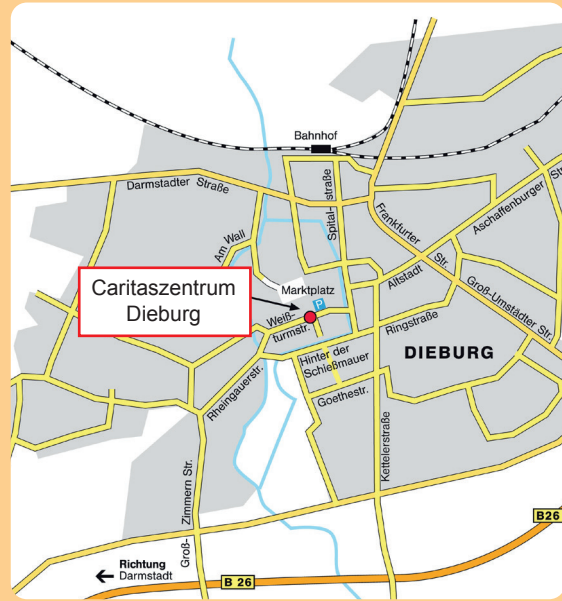 Bahnhof
Darmstadter Straße
Spital-
straße
Frankfurter
Str.
Aschaffenburger
Am Wall
Marktplatz
P
Altstadt
Groß-Umstädter Str.
Caritaszentrum
Dieburg
Weiß-
turmstr.
Ringstraße
DIEBURG
Hinter der
Schießmauer
Rheingauerstr.
Goethestr.
Kettelerstraße
Groß-
Zimmern Str.
B26
Richtung
Darmstadt
B 26